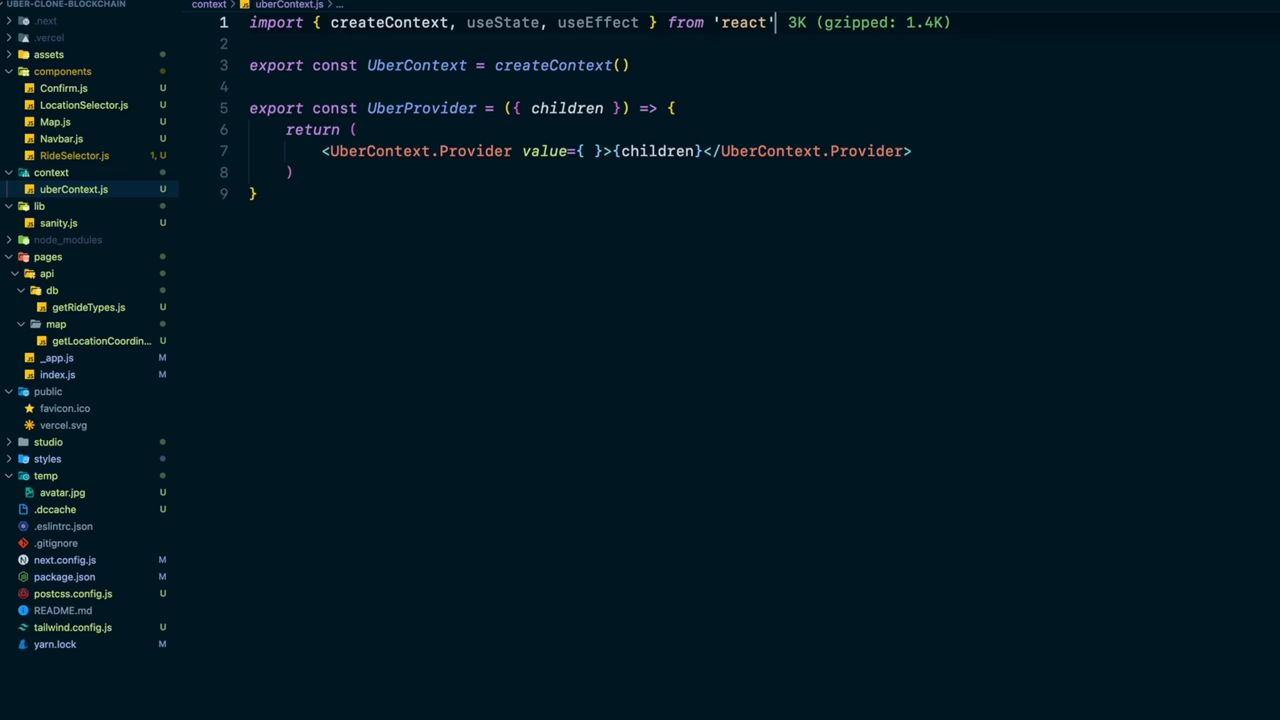 UBER-CLONE-BLOCKCHAIN
.next
.vercel
assets
components
Confirm.js U
LocationSelector.js U
Map.js U
Navbar.js U
RideSelector.js 1, U
context
uberContext.js U
lib
sanity.js U
node_modules
pages
api
db
getRideTypes.js U
map
getLocationCoordin... U
_app.js M
index.js M
public
favicon.ico
vercel.svg
studio
styles
temp
avatar.jpg U
.dccache U
.eslintrc.json
.gitignore
next.config.js M
package.json M
postcss.config.js U
README.md
tailwind.config.js U
yarn.lock M
context > uberContext.js > ...
1 import { createContext, useState, useEffect } from 'react' 3K (gzipped: 1.4K)
2
3 export const UberContext = createContext()
4
5 export const UberProvider = ({ children }) => {
6 return (
7 <UberContext.Provider value={ }>{children}</UberContext.Provider>
8 )
9 }